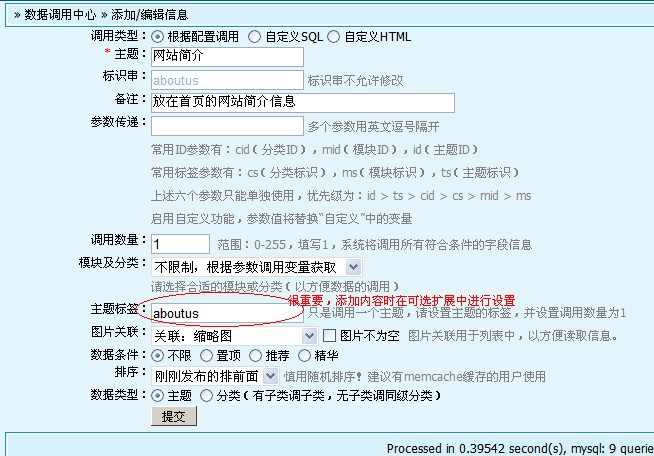 » 数据调用中心 » 添加/编辑信息
调用类型： 根据配置调用 自定义SQL 自定义HTML
* 主题： 网站简介
标识串： aboutus 标识串不允许修改
备注： 放在首页的网站简介信息
参数传递： 多个参数用英文逗号隔开
常用ID参数有：cid（分类ID），mid（模块ID），id（主题ID）
常用标签参数有：cs（分类标识），ms（模块标识），ts（主题标识）
上述六个参数只能单独使用，优先级为：id > ts > cid > cs > mid > ms
启用自定义功能，参数值将替换“自定义”中的变量
调用数量： 1 范围：0-255，填写1，系统将调用所有符合条件的字段信息
模块及分类： 不限制，根据参数调用变量获取
请选择合适的模块或分类（以方便数据的调用）
很重要，添加内容时在可选扩展中进行设置
主题标签： aboutus 只是调用一个主题，请设置主题的标签，并设置调用数量为1
图片关联： 关联：缩略图 图片不为空 图片关联用于列表中，以方便读取信息。
数据条件： 不限 置顶 推荐 精华
排序： 刚刚发布的排前面 慎用随机排序！建议有memcache缓存的用户使用
数据类型： 主题 分类（有子类调子类，无子类调同级分类）
提交
Processed in 0.39542 second(s), mysql: 9 querie